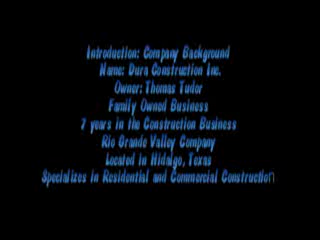 Introduction: Company Background
Name: Dura Construction Inc.
Owner: Thomas Tudor
Family Owned Business
7 years in the Construction Business
Rio Grande Valley Company
Located in Hidalgo, Texas
Specializes in Residential and Commercial Construction